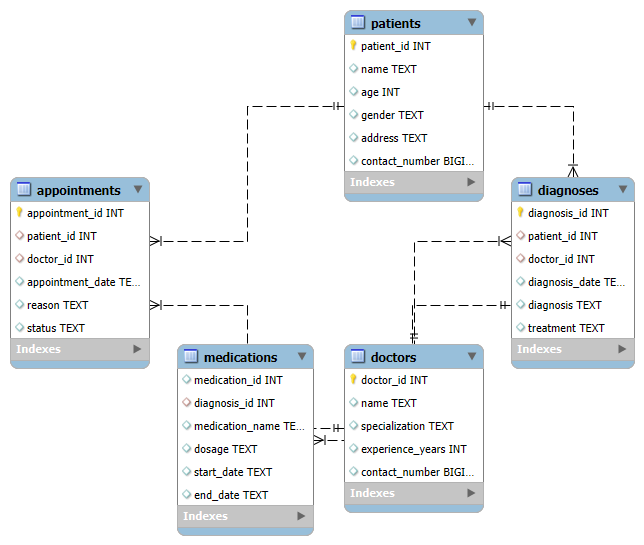 patients
patient_id INT
name TEXT
age INT
gender TEXT
address TEXT
contact_number BIGI...
Indexes
appointments
appointment_id INT
patient_id INT
doctor_id INT
appointment_date TE...
reason TEXT
status TEXT
Indexes
diagnoses
diagnosis_id INT
patient_id INT
doctor_id INT
diagnosis_date TEXT
diagnosis TEXT
treatment TEXT
Indexes
medications
medication_id INT
diagnosis_id INT
medication_name TE...
dosage TEXT
start_date TEXT
end_date TEXT
Indexes
doctors
doctor_id INT
name TEXT
specialization TEXT
experience_years INT
contact_number BIGI...
Indexes